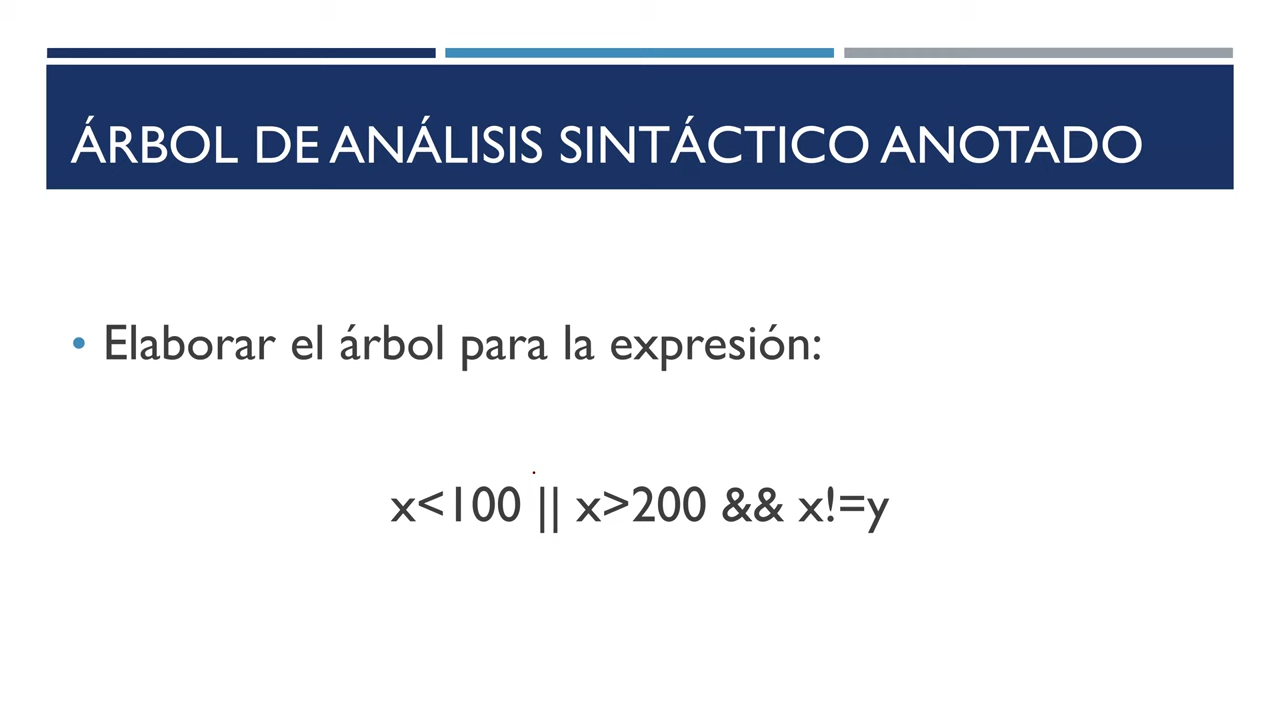 ÁRBOL DE ANÁLISIS SINTÁCTICO ANOTADO
• Elaborar el árbol para la expresión:
x<100 || x>200 && x!=y